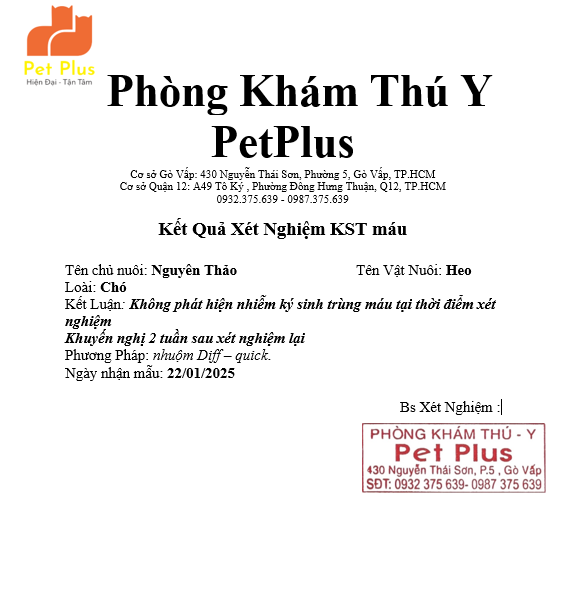 Pet Plus
Hiện Đại - Tận Tâm
Phòng Khám Thú Y
PetPlus
Cơ sở Gò Vấp: 430 Nguyễn Thái Sơn, Phường 5, Gò Vấp, TP.HCM
Cơ sở Quận 12: A49 Tô Ký , Phường Đông Hưng Thuận, Q12, TP.HCM
0932.375.639 - 0987.375.639
Kết Quả Xét Nghiệm KST máu
Tên chủ nuôi: Nguyên Thảo Tên Vật Nuôi: Heo
Loài: Chó
Kết Luận: Không phát hiện nhiễm ký sinh trùng máu tại thời điểm xét
nghiệm
Khuyến nghị 2 tuần sau xét nghiệm lại
Phương Pháp: nhuộm Diff – quick.
Ngày nhận mẫu: 22/01/2025
Bs Xét Nghiệm :
PHÒNG KHÁM THÚ - Y
Pet Plus
430 Nguyễn Thái Sơn, P.5 , Gò Vấp
SĐT: 0932 375 639- 0987 375 639